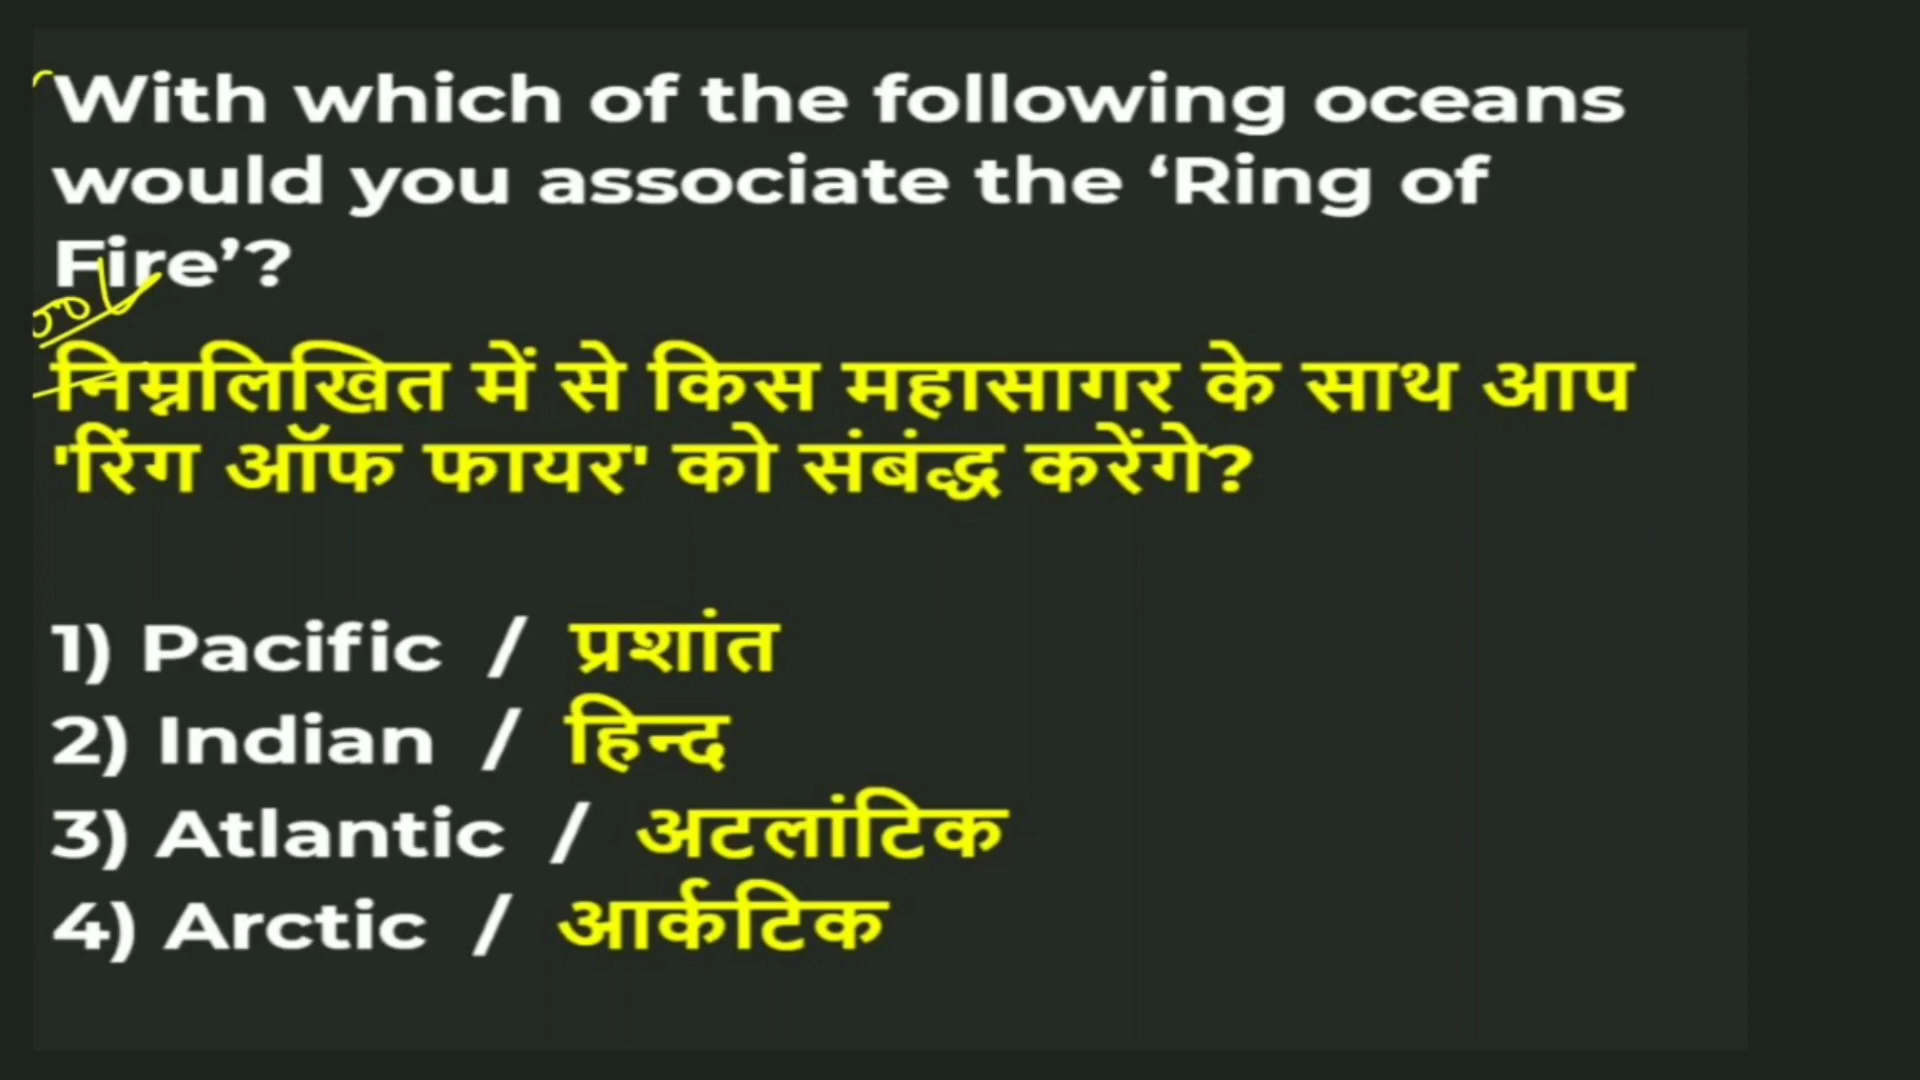 With which of the following oceans
would you associate the ‘Ring of
Fire’?
निम्नलिखित में से किस महासागर के साथ आप
'रिंग ऑफ फायर' को संबंद्ध करेंगे?
1) Pacific / प्रशांत
2) Indian / हिन्द
3) Atlantic / अटलांटिक
4) Arctic / आर्कटिक